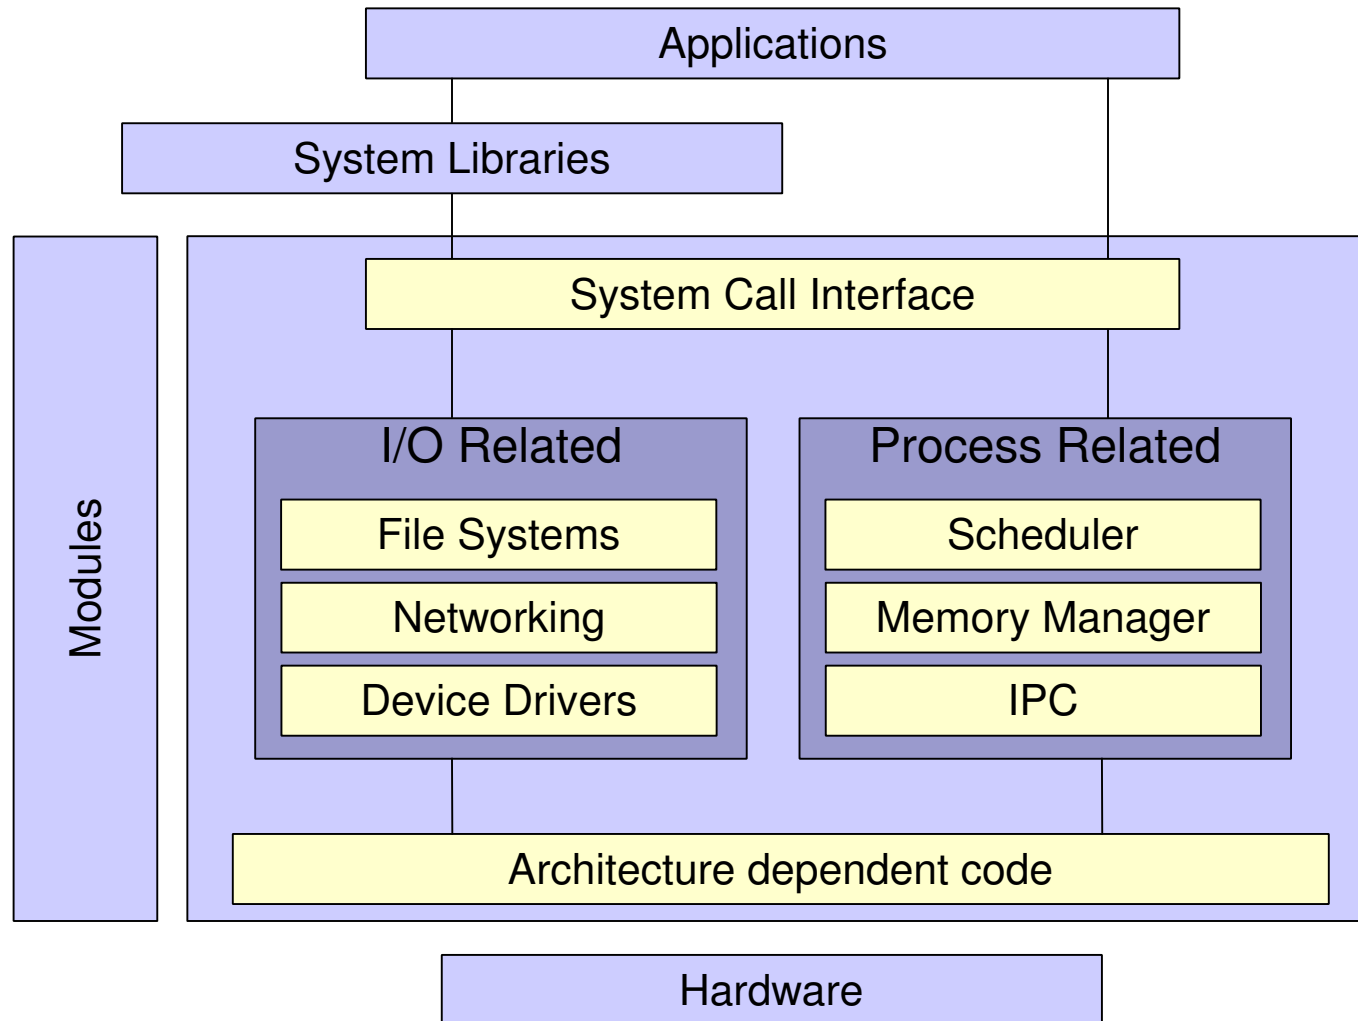 Applications
System Libraries
Modules
System Call Interface
I/O Related
File Systems
Networking
Device Drivers
Process Related
Scheduler
Memory Manager
IPC
Architecture dependent code
Hardware